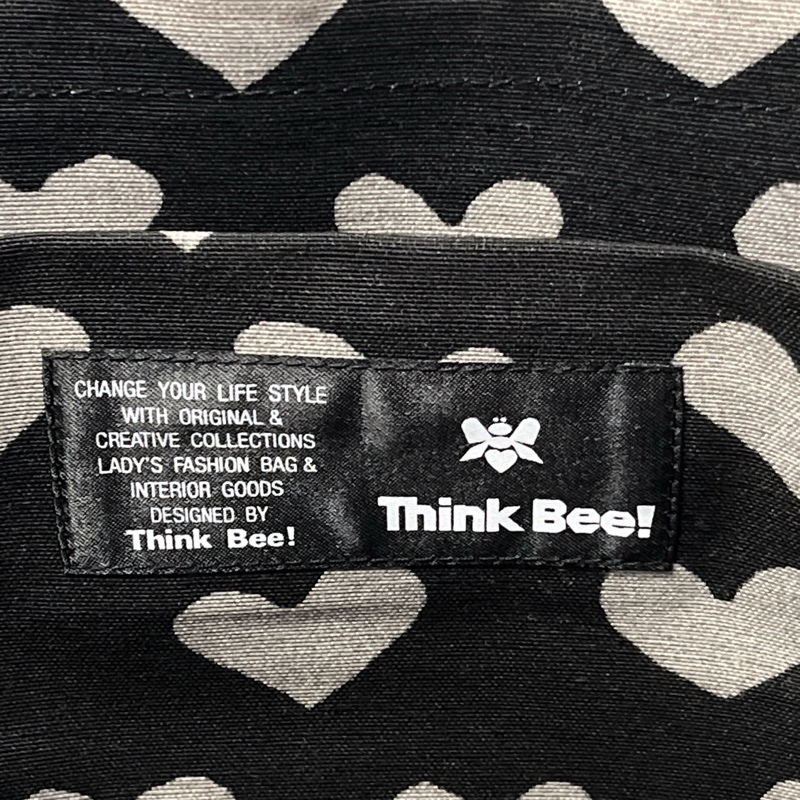 CHANGE YOUR LIFE STYLE
WITH ORIGINAL &
CREATIVE COLLECTIONS
LADY'S FASHION BAG &
INTERIOR GOODS
DESIGNED BY
Think Bee!
Think Bee!